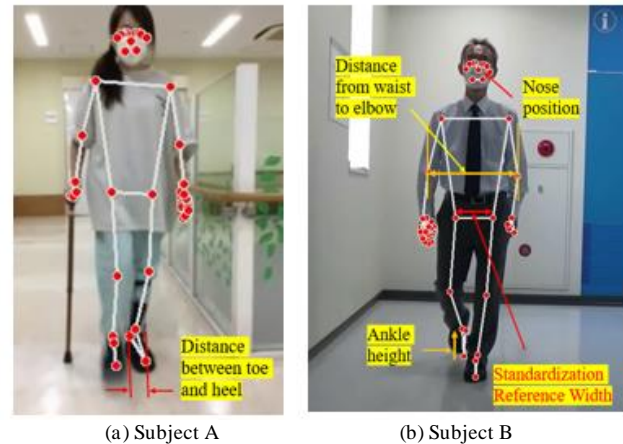 Distance
between toe
and heel
Distance
from waist
to elbow
Nose
position
i
Ankle
height
Standardization
Reference Width
(a) Subject A
(b) Subject B